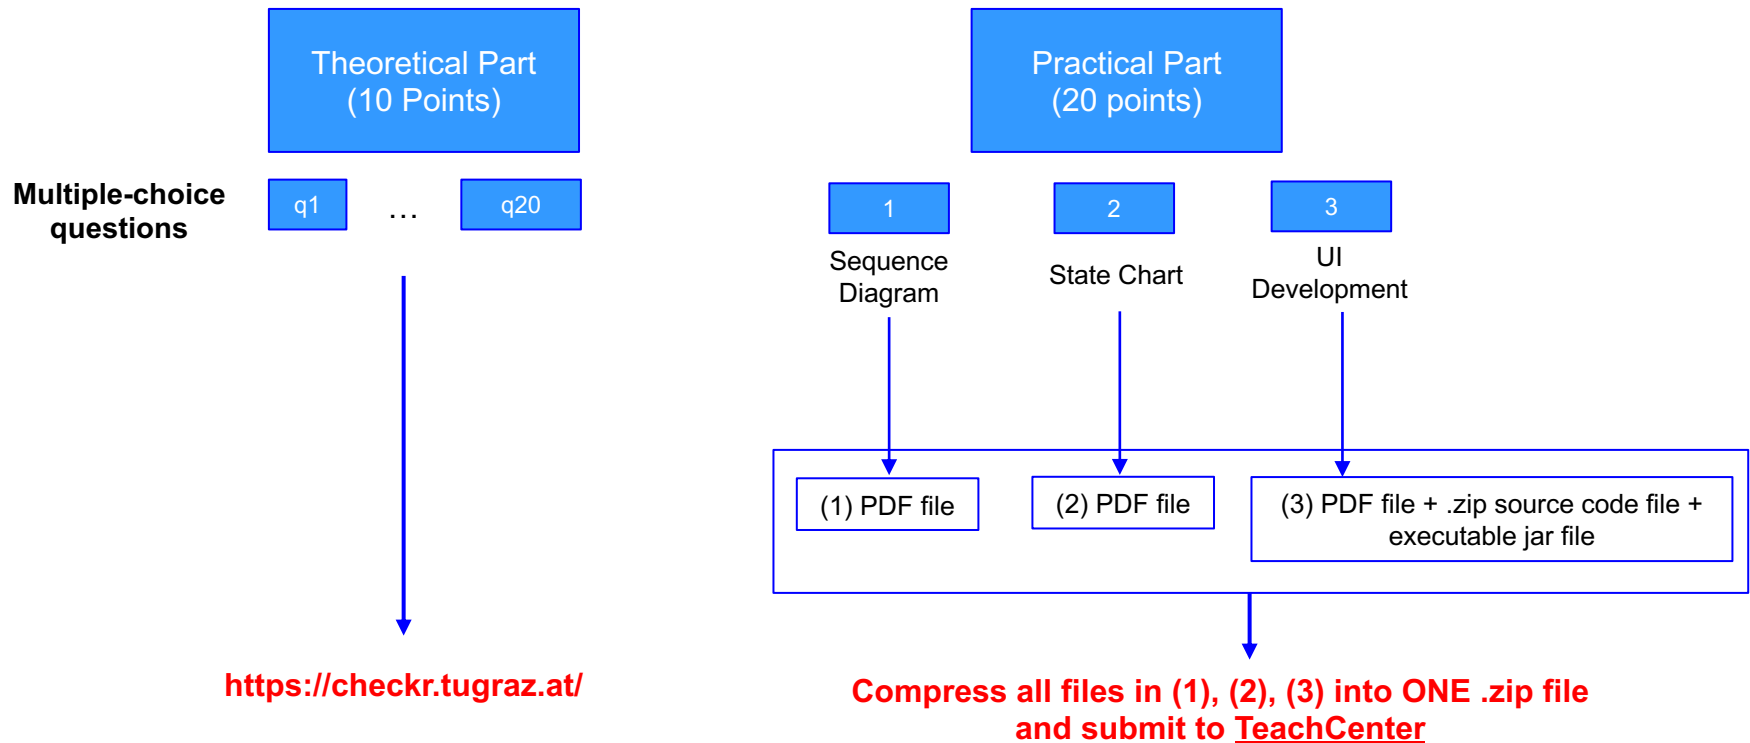 Theoretical Part
(10 Points)
Multiple-choice
questions
q1
...
q20
https://checkr.tugraz.at/
Practical Part
(20 points)
1
2
3
Sequence
Diagram
State Chart
UI
Development
(1) PDF file
(2) PDF file
(3) PDF file + .zip source code file +
executable jar file
Compress all files in (1), (2), (3) into ONE .zip file
and submit to TeachCenter